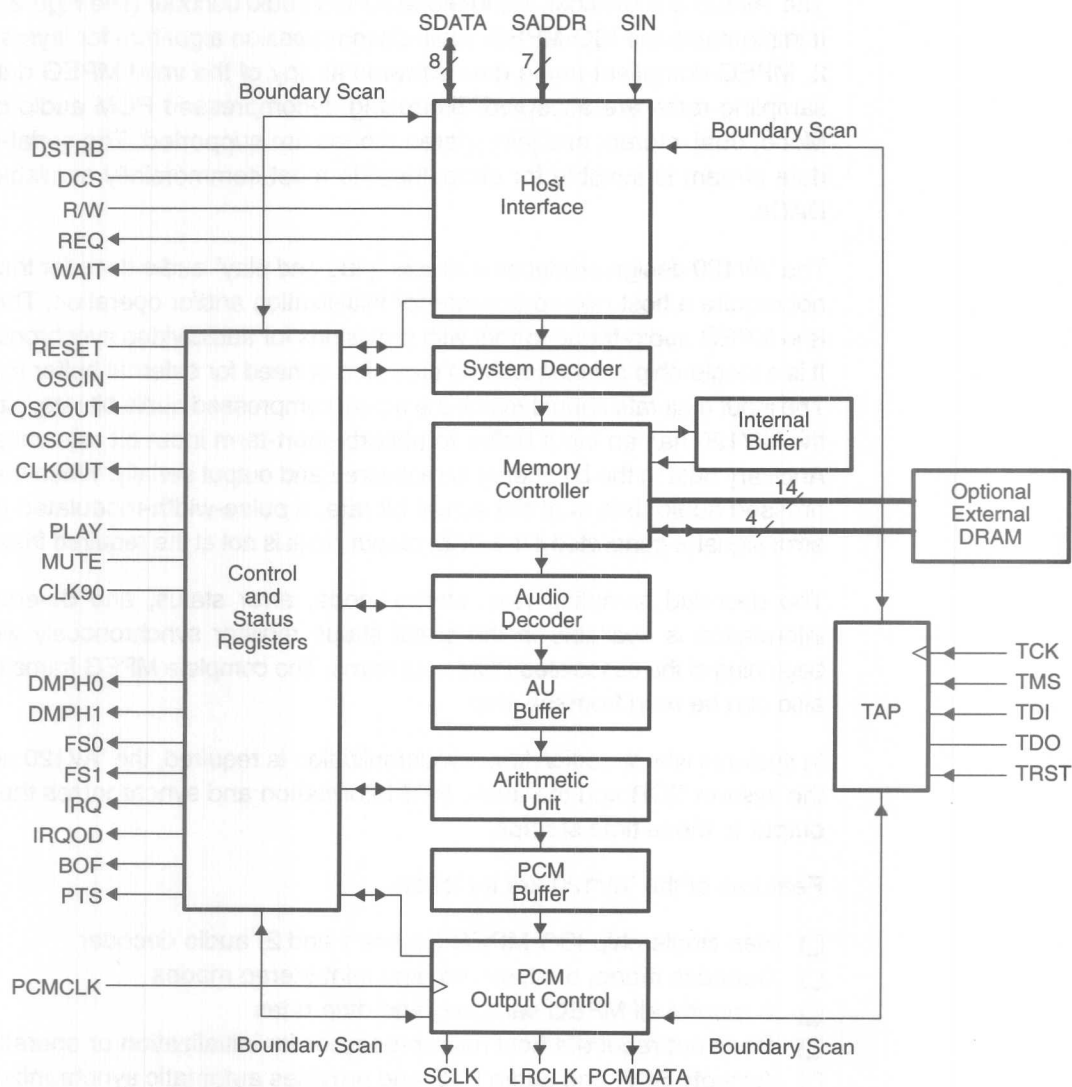 SDATA SADDR SIN
8 7
Boundary Scan
Boundary Scan
DSTRB
DCS
R/W
REQ
WAIT
Host
Interface
RESET
OSCIN
OSCOUT
OSCEN
CLKOUT
System Decoder
Internal
Buffer
Memory
Controller
14
4
Optional
External
DRAM
PLAY
MUTE
CLK90
Control
and
Status
Registers
Audio
Decoder
DMPH0
DMPH1
FS0
FS1
IRQ
IRQOD
BOF
PTS
AU
Buffer
TAP
TCK
TMS
TDI
TDO
TRST
Arithmetic
Unit
PCM
Buffer
PCMCLK
PCM
Output Control
Boundary Scan
Boundary Scan
SCLK LRCLK PCMDATA